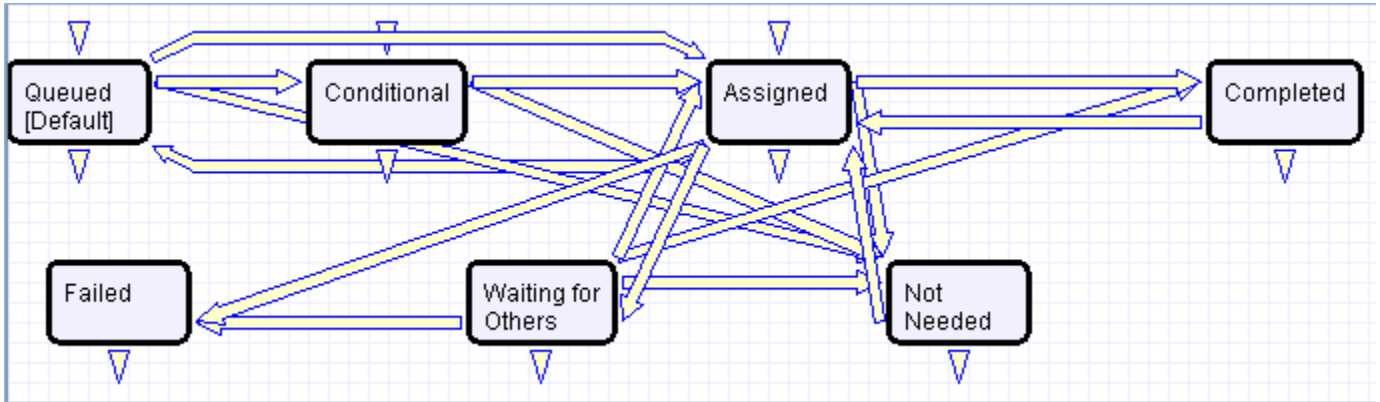 Queued
[Default]
Conditional
Assigned
Completed
Failed
Waiting for
Others
Not
Needed